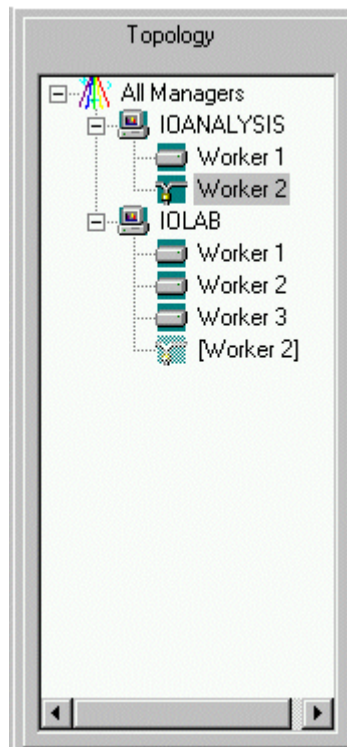 Topology
All Managers
IOANALYSIS
Worker 1
Worker 2
IOLAB
Worker 1
Worker 2
Worker 3
[Worker 2]